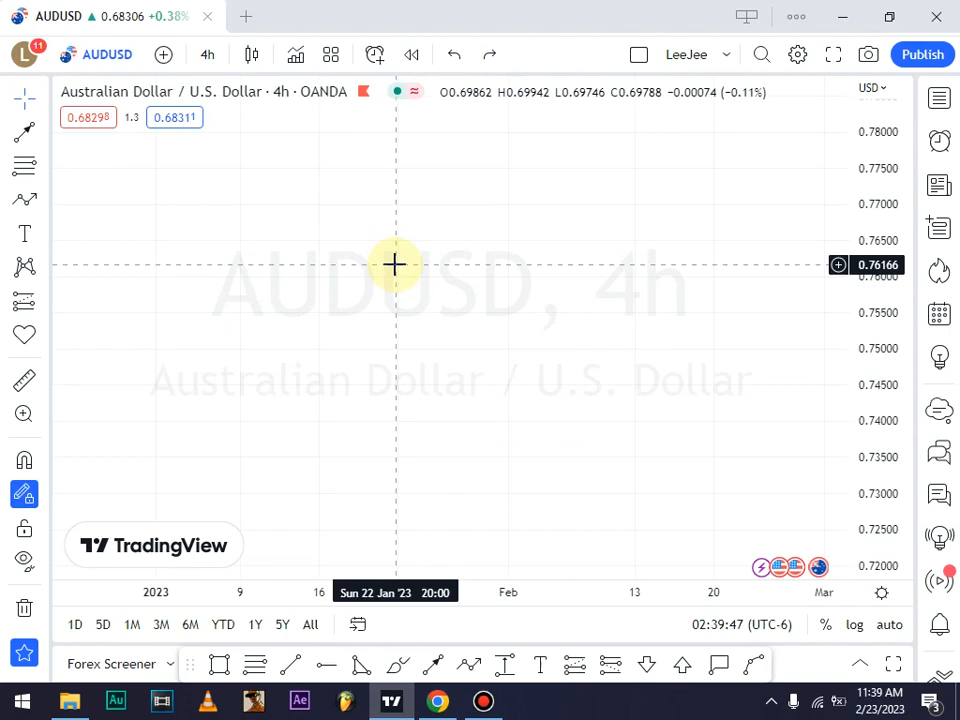 AUDUSD ▲ 0.68306 +0.38%
L 11 AUDUSD 4h LeeJee Publish
Australian Dollar / U.S. Dollar · 4h · OANDA O0.69862 H0.69942 L0.69746 C0.69788 −0.00074 (−0.11%) USD
0.68298 1.3 0.68311
0.78000
0.77500
0.77000
0.76500
0.76166
0.76000
0.75500
0.75000
0.74500
0.74000
0.73500
0.73000
0.72500
0.72000
AUDUSD, 4h
Australian Dollar / U.S. Dollar
TradingView
2023 9 16 Sun 22 Jan '23 20:00 Feb 13 20 Mar
1D 5D 1M 3M 6M YTD 1Y 5Y All 02:39:47 (UTC-6) % log auto
Forex Screener
Au Ae 11:39 AM
2/23/2023 3